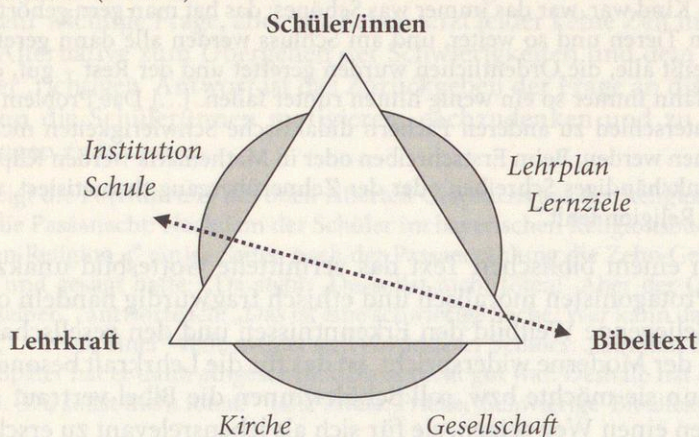 Schüler/innen
Institution
Schule
Lehrplan
Lernziele
Lehrkraft
Bibeltext
Kirche
Gesellschaft